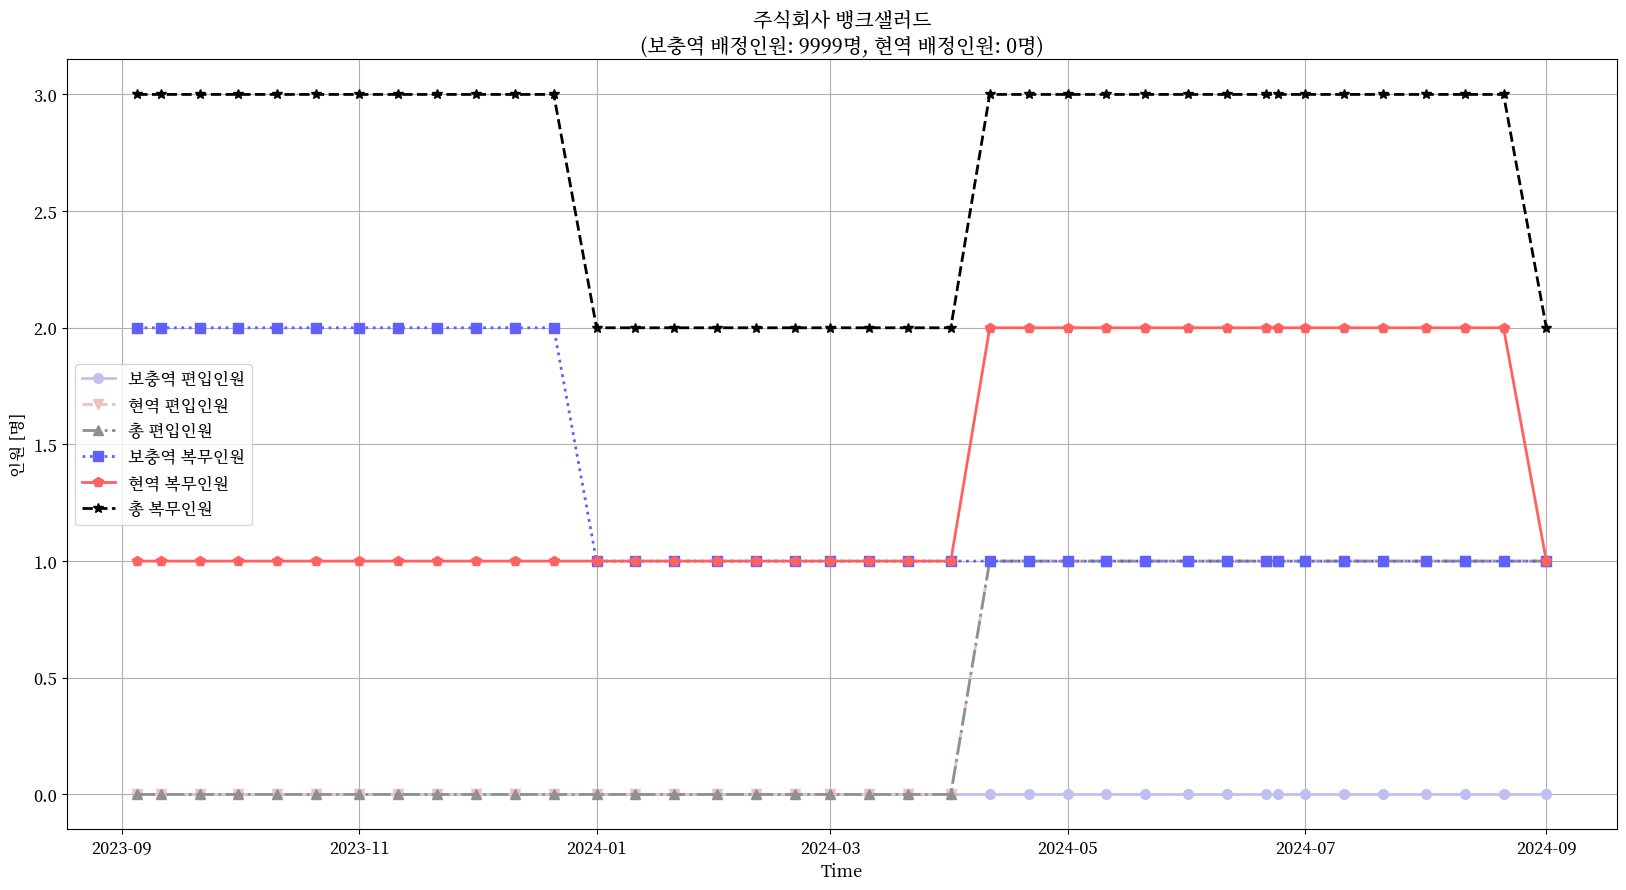 주식회사 뱅크샐러드
(보충역 배정인원: 9999명, 현역 배정인원: 0명)
인원 [명]
3.0
2.5
2.0
1.5
1.0
0.5
0.0
보충역 편입인원
현역 편입인원
총 편입인원
보충역 복무인원
현역 복무인원
총 복무인원
2023-09 2023-11 2024-01 2024-03 2024-05 2024-07 2024-09
Time